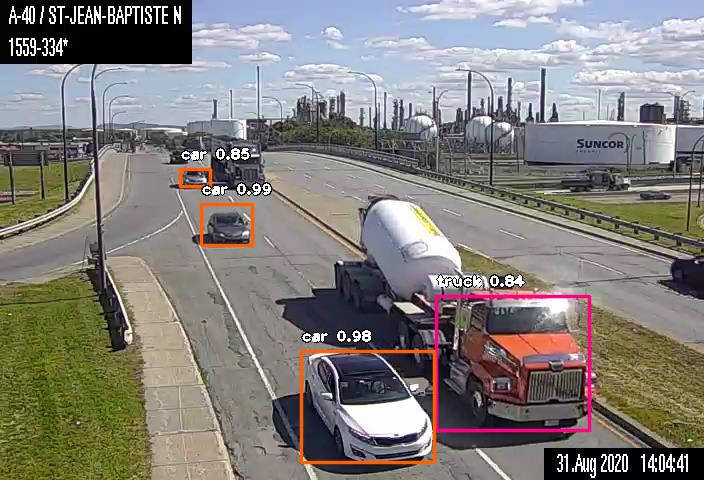 A-40 / ST-JEAN-BAPTISTE N
1559-334*
car 0.85
car 0.99
SUNCOR
truck 0.84
car 0.98
31.Aug 2020 14:04:41